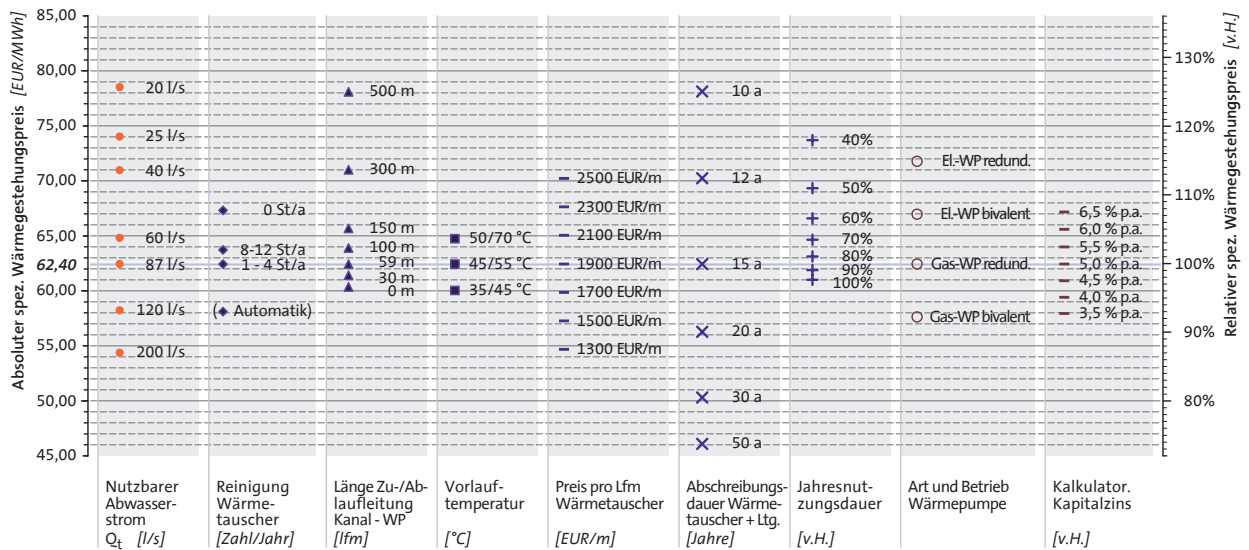 Absoluter spez. Wärmegestehungspreis [EUR/MWh]
85,00
80,00
75,00
70,00
65,00
62,40
60,00
55,00
50,00
45,00
20 l/s
25 l/s
40 l/s
60 l/s
87 l/s
120 l/s
200 l/s
0 St/a
8-12 St/a
1 - 4 St/a
( Automatik)
500 m
300 m
150 m
100 m
59 m
30 m
0 m
50/70 °C
45/55 °C
35/45 °C
2500 EUR/m
2300 EUR/m
2100 EUR/m
1900 EUR/m
1700 EUR/m
1500 EUR/m
1300 EUR/m
10 a
12 a
15 a
20 a
30 a
50 a
40%
50%
60%
70%
80%
90%
100%
El.-WP redund.
El.-WP bivalent
Gas-WP redund.
Gas-WP bivalent
6,5 % p.a.
6,0 % p.a.
5,5 % p.a.
5,0 % p.a.
4,5 % p.a.
4,0 % p.a.
3,5 % p.a.
130%
120%
110%
100%
90%
80%
Relativer spez. Wärmegestehungspreis [v.H.]
Nutzbarer
Abwasser-
strom
Qt [l/s]
Reinigung
Wärme-
tauscher
[Zahl/Jahr]
Länge Zu-/Ab-
laufleitung
Kanal - WP
[lfm]
Vorlauf-
temperatur
[°C]
Preis pro Lfm
Wärmetauscher
[EUR/m]
Abschreibungs-
dauer Wärme-
tauscher + Ltg.
[Jahre]
Jahresnut-
zungsdauer
[v.H.]
Art und Betrieb
Wärmepumpe
Kalkulator.
Kapitalzins
[v.H.]